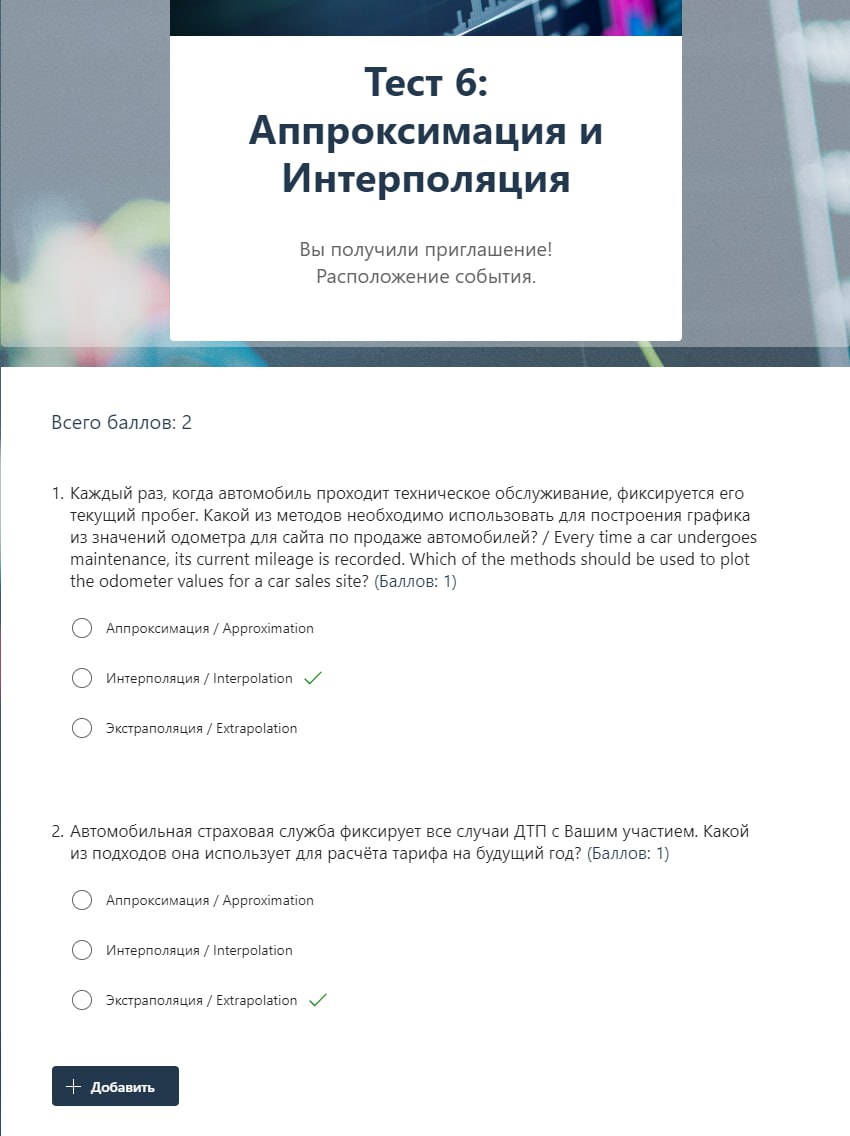 Тест 6:
Аппроксимация и
Интерполяция
Вы получили приглашение!
Расположение события.
Всего баллов: 2
1. Каждый раз, когда автомобиль проходит техническое обслуживание, фиксируется его
текущий пробег. Какой из методов необходимо использовать для построения графика
из значений одометра для сайта по продаже автомобилей? / Every time a car undergoes
maintenance, its current mileage is recorded. Which of the methods should be used to plot
the odometer values for a car sales site? (Баллов: 1)
Аппроксимация / Approximation
Интерполяция / Interpolation
Экстраполяция / Extrapolation
2. Автомобильная страховая служба фиксирует все случаи ДТП с Вашим участием. Какой
из подходов она использует для расчёта тарифа на будущий год? (Баллов: 1)
Аппроксимация / Approximation
Интерполяция / Interpolation
Экстраполяция / Extrapolation
Добавить